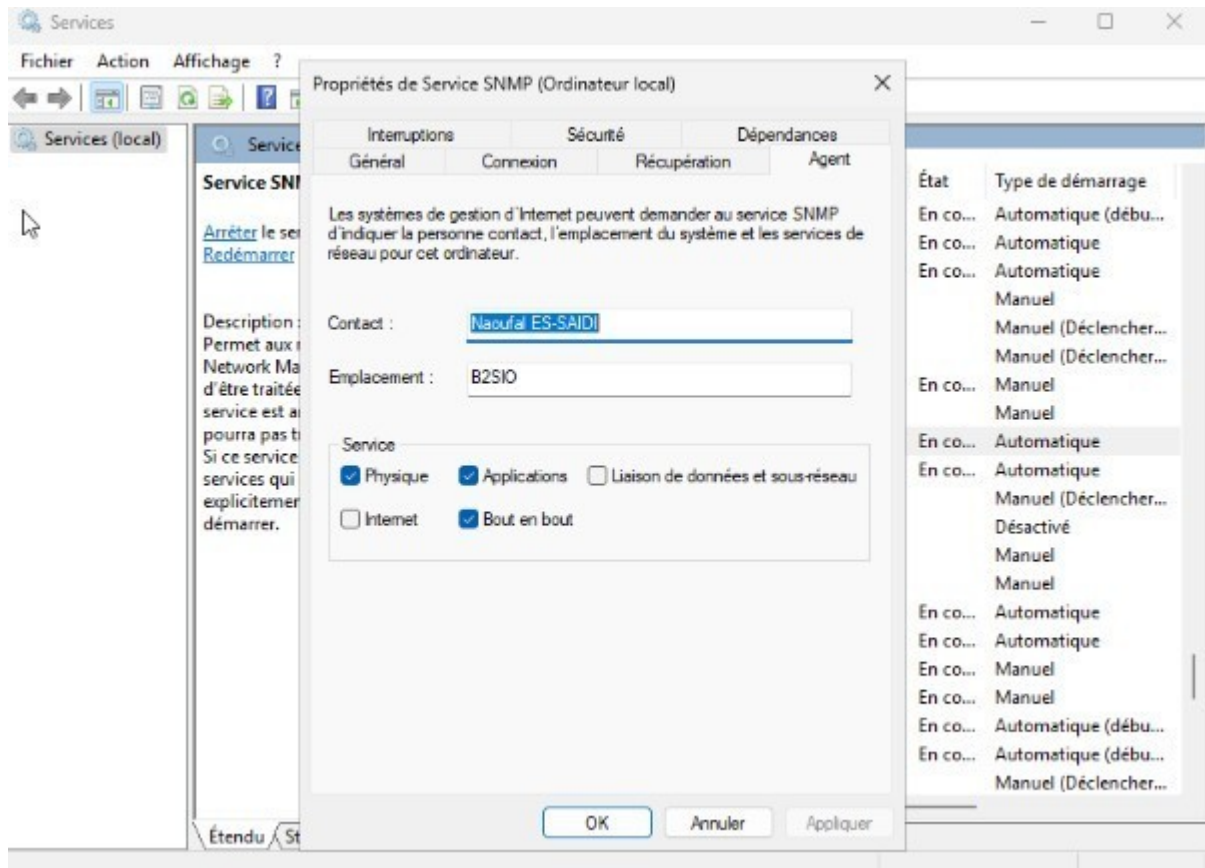 Services
Fichier Action Affichage ?
Services (local)
Service
Service SNM
Arrêter le ser
Redémarrer
Description :
Permet aux
Network Ma
d'être traitée
service est
pourra pas
Si ce service
services qui
explicitemen
démarrer.
Propriétés de Service SNMP (Ordinateur local)
Interruptions Sécurité Dépendances
Général Connexion Récupération Agent
Les systèmes de gestion d'Internet peuvent demander au service SNMP
d'indiquer la personne contact, l'emplacement du système et les services de
réseau pour cet ordinateur.
Contact : Naoufal ES-SAIDI
Emplacement : B2SIO
Service
Physique Applications Liaison de données et sous-réseau
Internet Bout en bout
OK Annuler Appliquer
État Type de démarrage
En co... Automatique (débu...
En co... Automatique
En co... Automatique
Manuel
Manuel (Déclencher...
Manuel (Déclencher...
En co... Manuel
Manuel
En co... Automatique
En co... Automatique
Manuel (Déclencher...
Désactivé
Manuel
Manuel
En co... Automatique
En co... Automatique
En co... Manuel
En co... Manuel
En co... Automatique (débu...
En co... Automatique (débu...
Manuel (Déclencher...
Étendu St